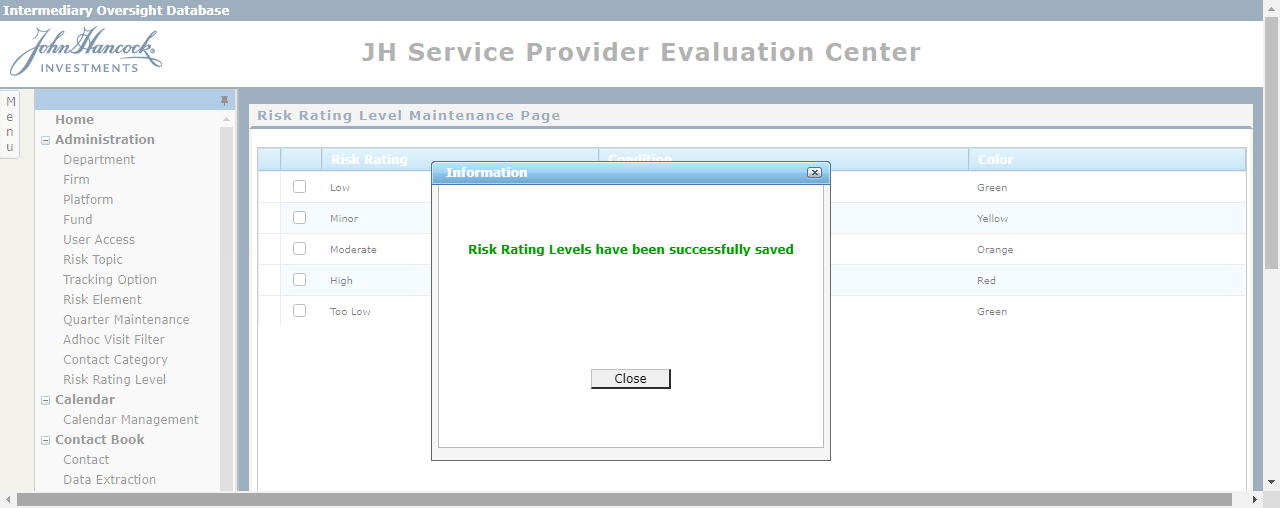 Intermediary Oversight Database
John Hancock®
INVESTMENTS
JH Service Provider Evaluation Center
Menu
Home
Administration
Department
Firm
Platform
Fund
User Access
Risk Topic
Tracking Option
Risk Element
Quarter Maintenance
Adhoc Visit Filter
Contact Category
Risk Rating Level
Calendar
Calendar Management
Contact Book
Contact
Data Extraction
Risk Rating Level Maintenance Page
Risk Rating Condition Color
Low Green
Minor Yellow
Moderate Orange
High Red
Too Low Green
Information
Risk Rating Levels have been successfully saved
Close